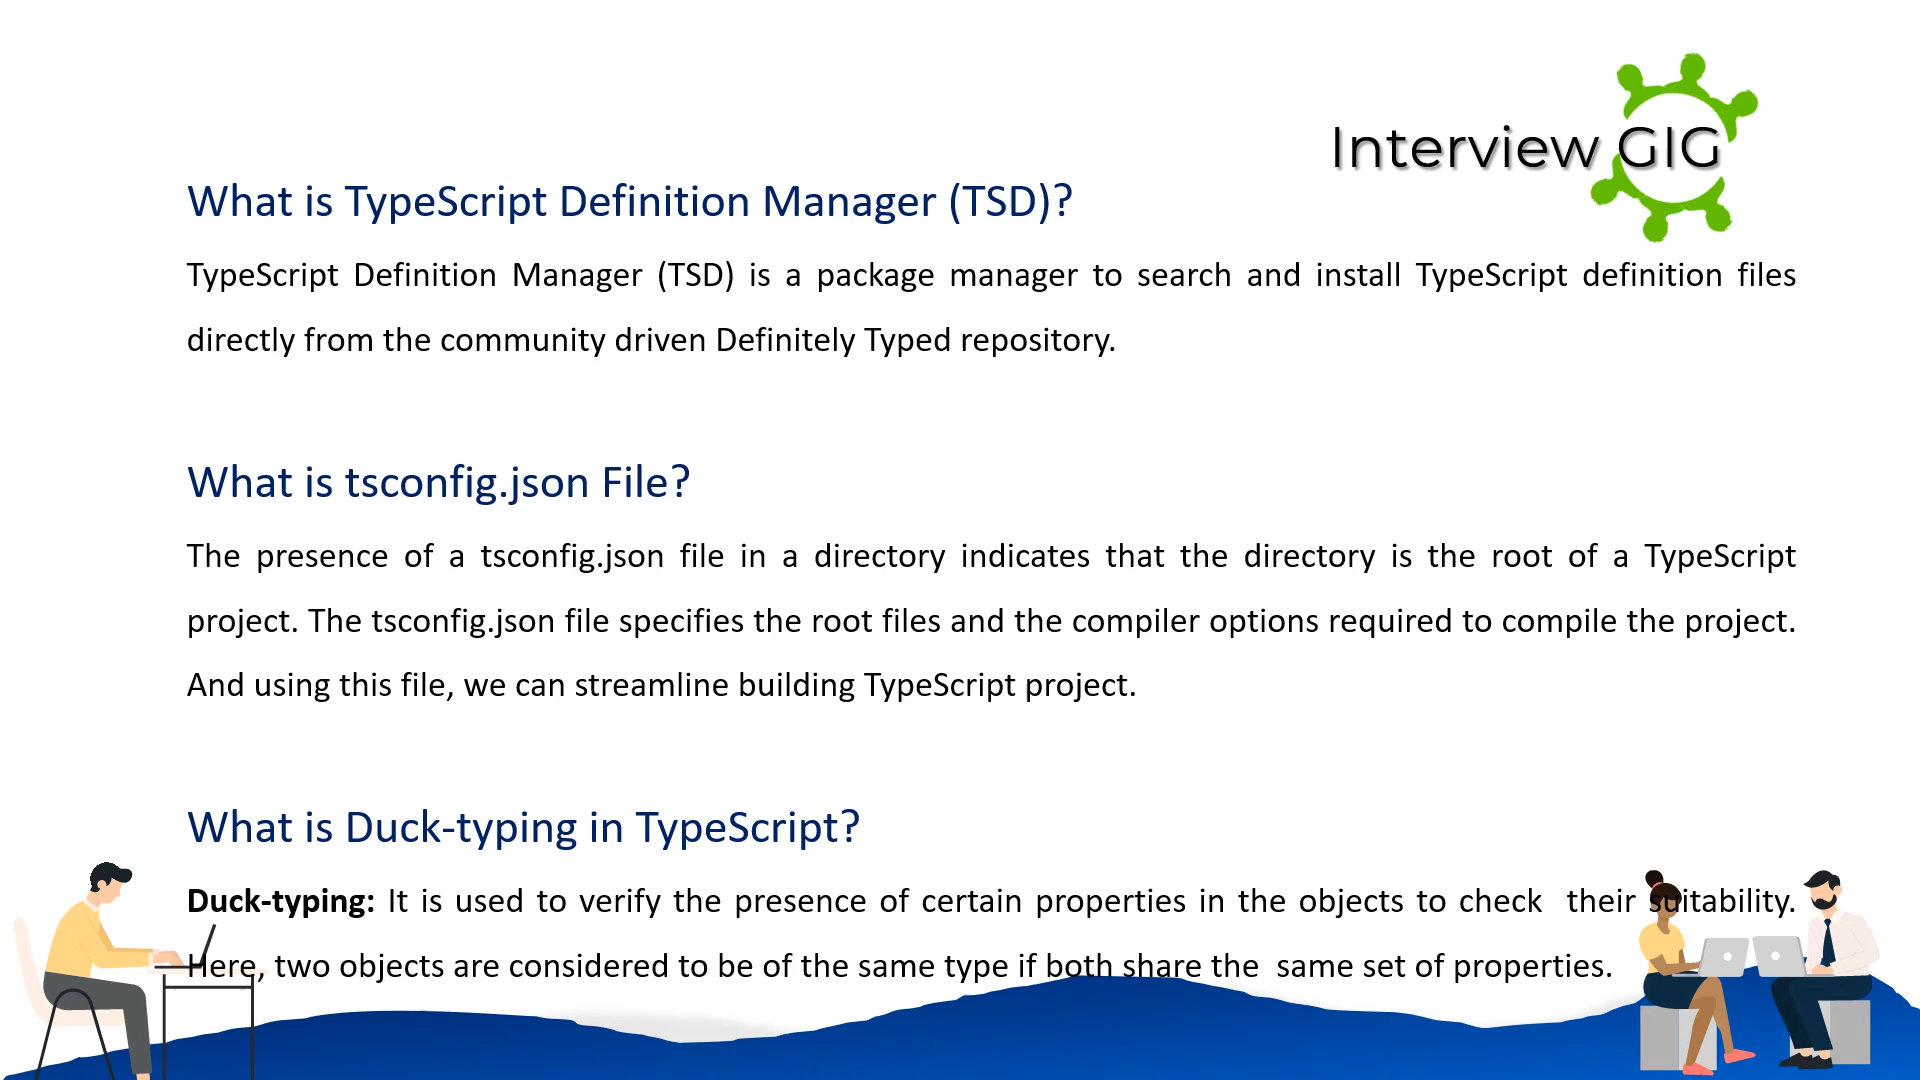 Interview GIG
What is TypeScript Definition Manager (TSD)?
TypeScript Definition Manager (TSD) is a package manager to search and install TypeScript definition files
directly from the community driven Definitely Typed repository.
What is tsconfig.json File?
The presence of a tsconfig.json file in a directory indicates that the directory is the root of a TypeScript
project. The tsconfig.json file specifies the root files and the compiler options required to compile the project.
And using this file, we can streamline building TypeScript project.
What is Duck-typing in TypeScript?
Duck-typing: It is used to verify the presence of certain properties in the objects to check  their suitability.
Here, two objects are considered to be of the same type if both share the  same set of properties.